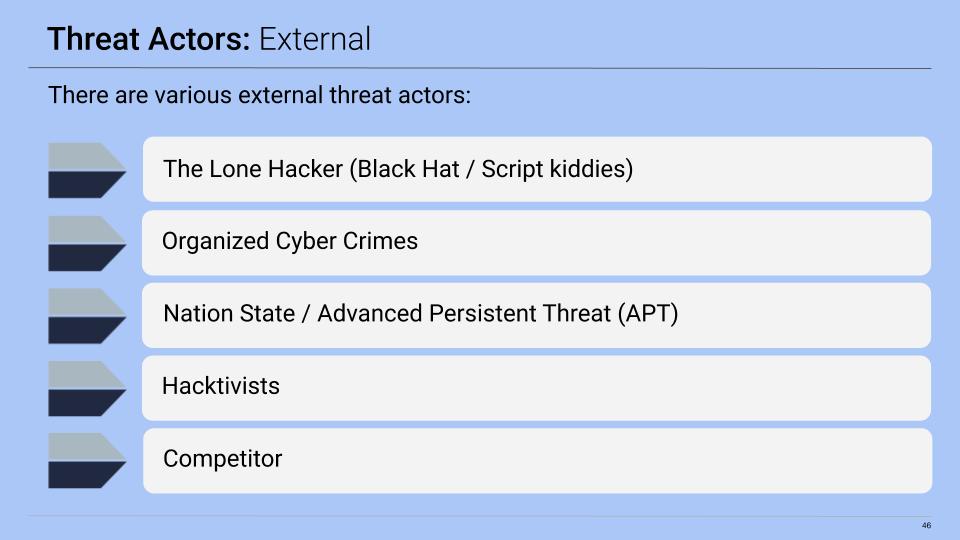 Threat Actors: External
There are various external threat actors:
The Lone Hacker (Black Hat / Script kiddies)
Organized Cyber Crimes
Nation State / Advanced Persistent Threat (APT)
Hacktivists
Competitor
46